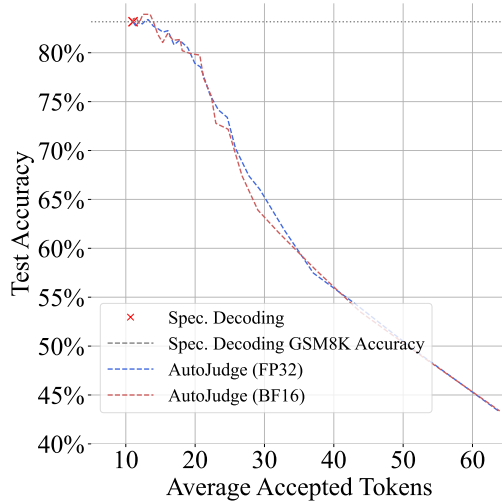 80%
75%
70%
65%
60%
55%
50%
45%
40%
Test Accuracy
Spec. Decoding
Spec. Decoding GSM8K Accuracy
AutoJudge (FP32)
AutoJudge (BF16)
10 20 30 40 50 60
Average Accepted Tokens